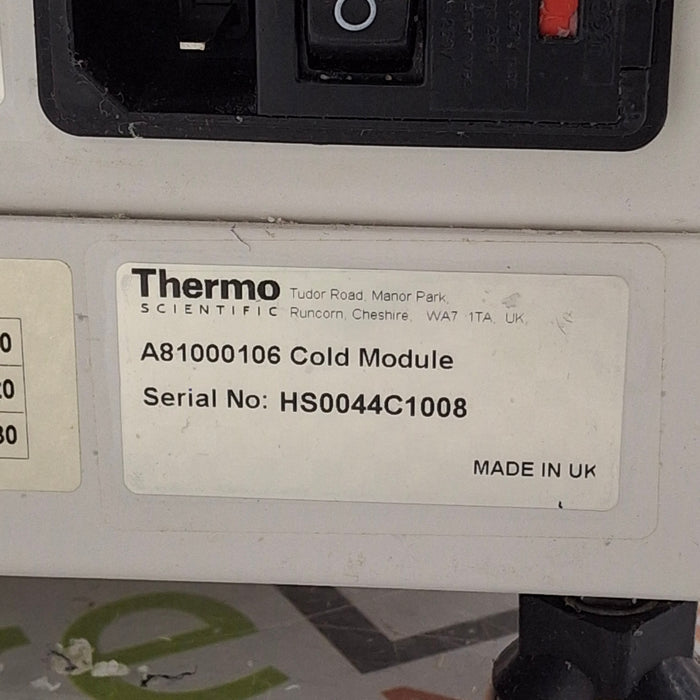 Thermo
SCIENTIFIC
Tudor Road, Manor Park,
Runcorn, Cheshire, WA7 1TA, UK,
A81000106 Cold Module
Serial No: HS0044C1008
MADE IN UK